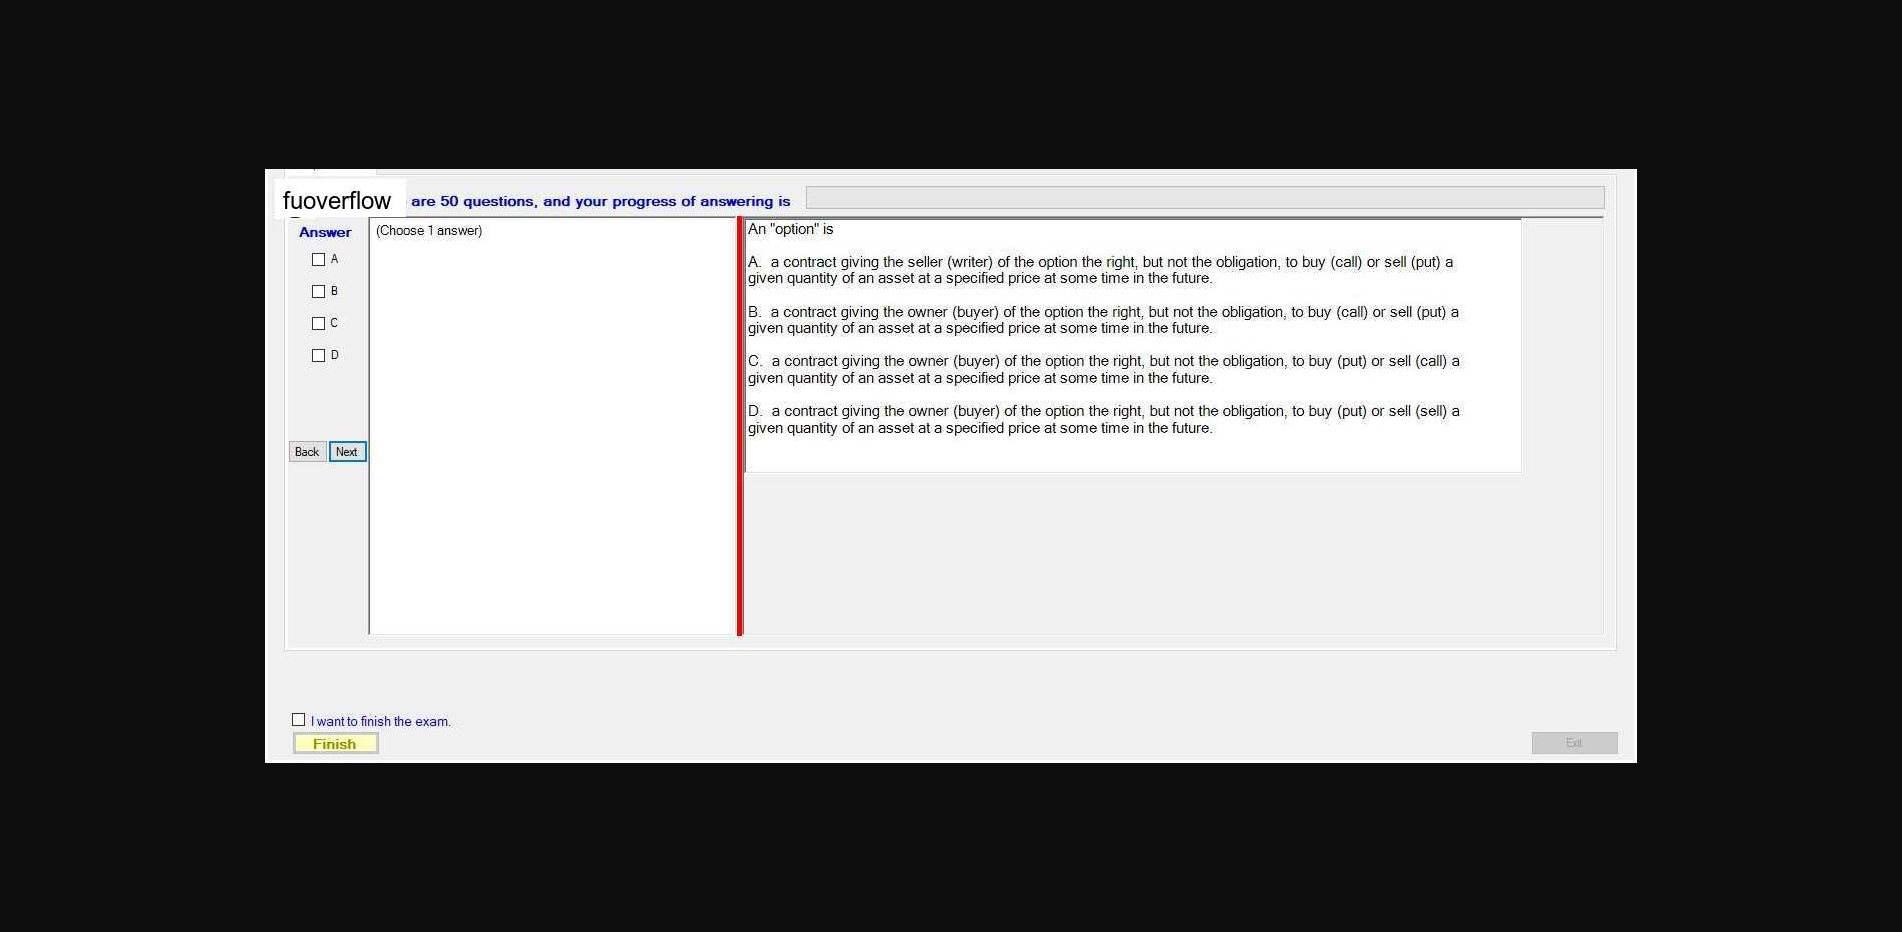 fuoverflow are 50 questions, and your progress of answering is
Answer
A
B
C
D
Back Next
(Choose 1 answer)
An "option" is
A. a contract giving the seller (writer) of the option the right, but not the obligation, to buy (call) or sell (put) a
given quantity of an asset at a specified price at some time in the future.
B. a contract giving the owner (buyer) of the option the right, but not the obligation, to buy (call) or sell (put) a
given quantity of an asset at a specified price at some time in the future.
C. a contract giving the owner (buyer) of the option the right, but not the obligation, to buy (put) or sell (call) a
given quantity of an asset at a specified price at some time in the future.
D. a contract giving the owner (buyer) of the option the right, but not the obligation, to buy (put) or sell (sell) a
given quantity of an asset at a specified price at some time in the future.
I want to finish the exam.
Finish
Exit